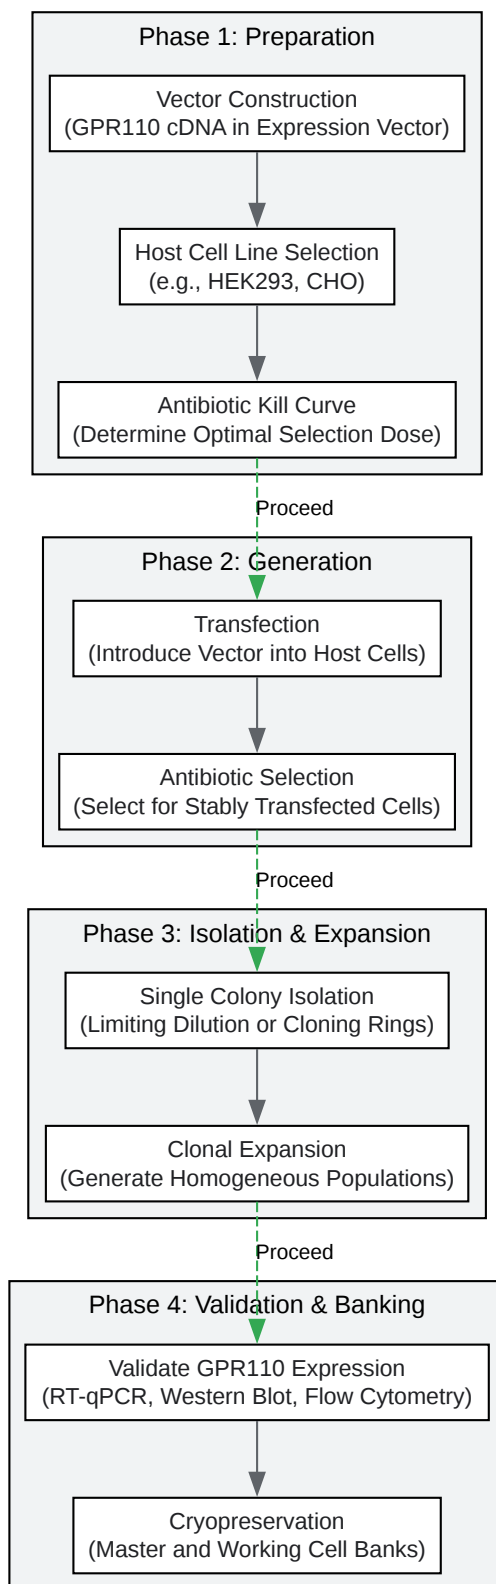 Phase 1: Preparation
Vector Construction
(GPR110 cDNA in Expression Vector)
Host Cell Line Selection
(e.g., HEK293, CHO)
Antibiotic Kill Curve
(Determine Optimal Selection Dose)
Proceed
Phase 2: Generation
Transfection
(Introduce Vector into Host Cells)
Antibiotic Selection
(Select for Stably Transfected Cells)
Proceed
Phase 3: Isolation & Expansion
Single Colony Isolation
(Limiting Dilution or Cloning Rings)
Clonal Expansion
(Generate Homogeneous Populations)
Proceed
Phase 4: Validation & Banking
Validate GPR110 Expression
(RT-qPCR, Western Blot, Flow Cytometry)
Cryopreservation
(Master and Working Cell Banks)